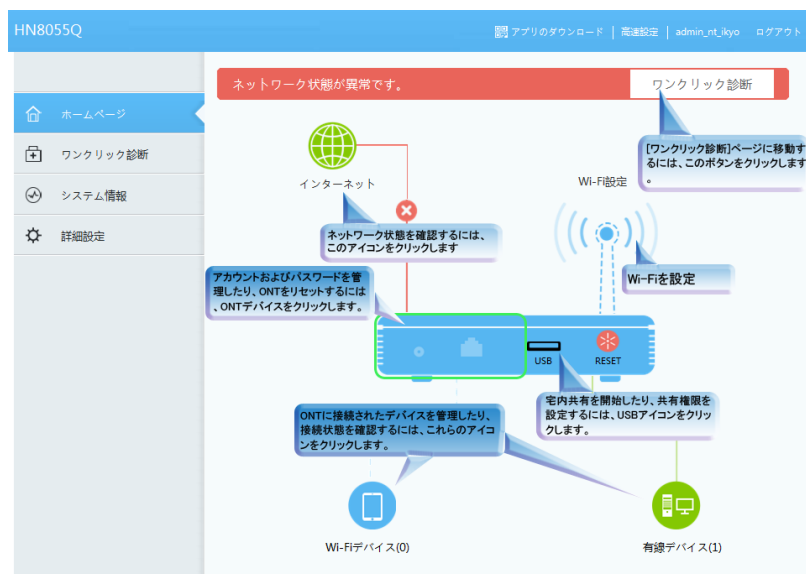 HN8055Q
アプリのダウンロード | 高速設定 | admin_nt_ikyo ログアウト
ネットワーク状態が異常です。
ワンクリック診断
ホームページ
ワンクリック診断
システム情報
詳細設定
[ワンクリック診断]ページに移動す
るには、このボタンをクリックします
。
インターネット
Wi-Fi設定
ネットワーク状態を確認するには、
このアイコンをクリックします
Wi-Fiを設定
アカウントおよびパスワードを管
理したり、ONTをリセットするには
、ONTデバイスをクリックします。
USB
RESET
宅内共有を開始したり、共有権限を
設定するには、USBアイコンをクリッ
クします。
ONTに接続されたデバイスを管理したり、
接続状態を確認するには、これらのアイコ
ンをクリックします。
Wi-Fiデバイス(0)
有線デバイス(1)